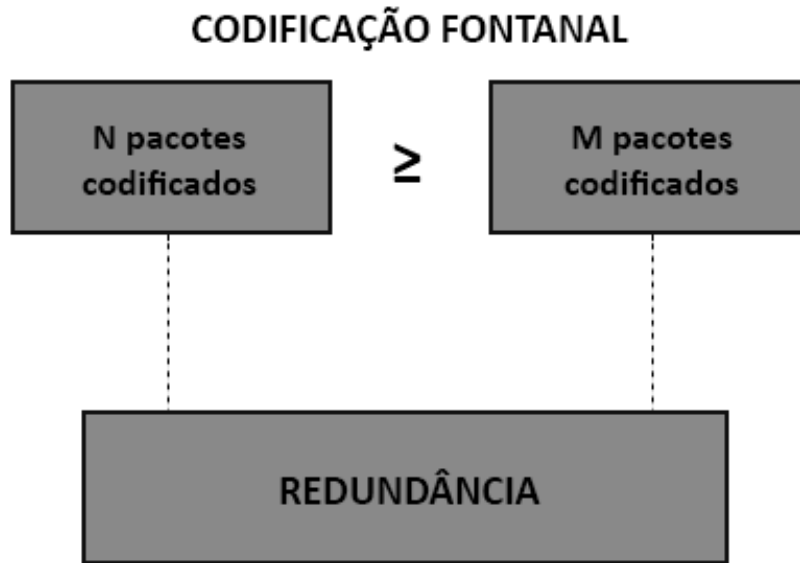 CODIFICAÇÃO FONTANAL
N pacotes
codificados
≥
M pacotes
codificados
REDUNDÂNCIA